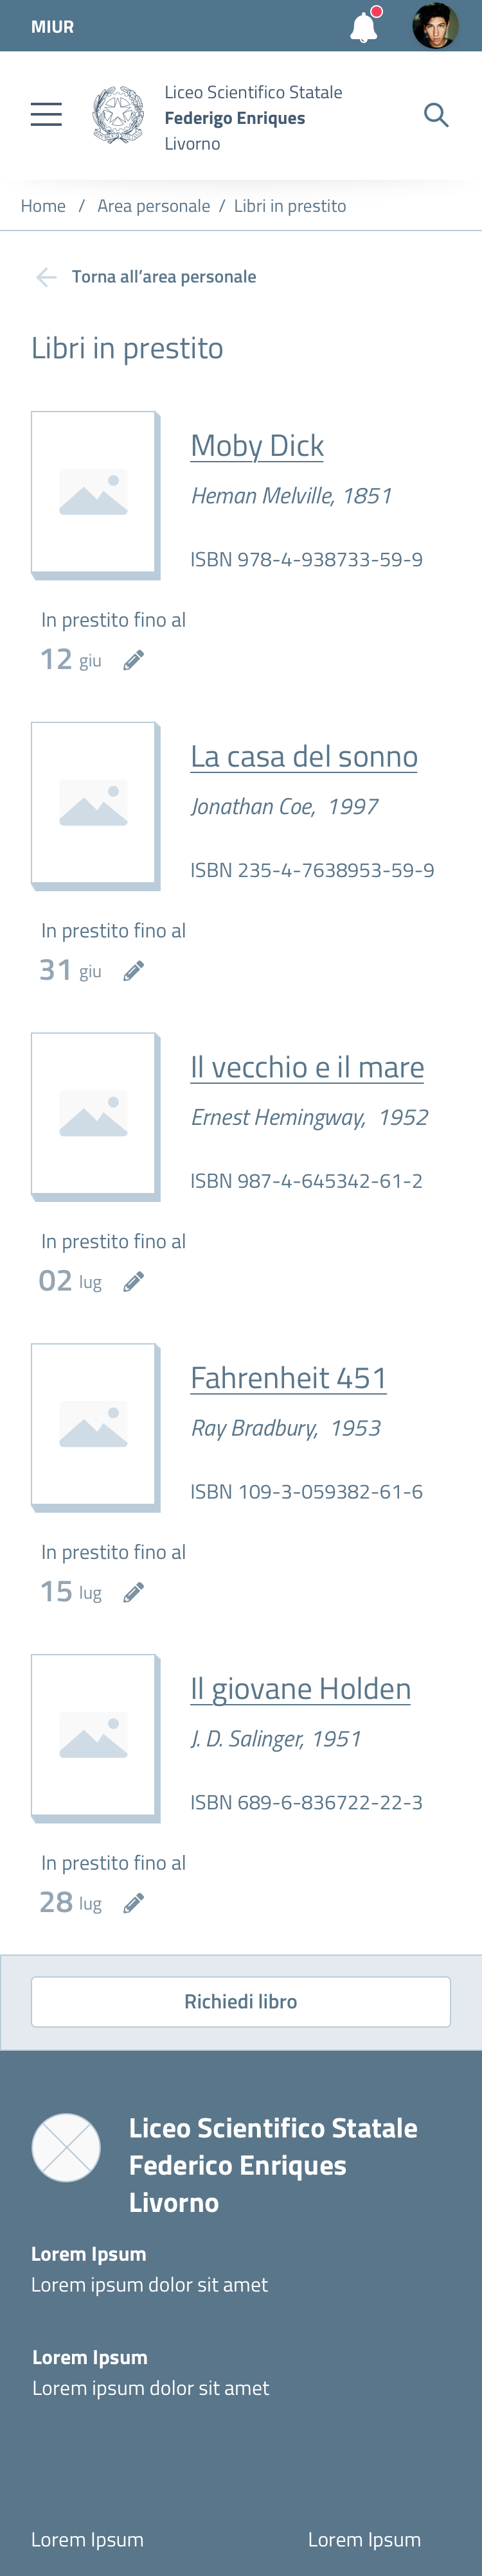 MIUR
Liceo Scientifico Statale
Federigo Enriques
Livorno
Home / Area personale / Libri in prestito
Torna all’area personale
Libri in prestito
Moby Dick
Heman Melville, 1851
ISBN 978-4-938733-59-9
In prestito fino al
12 giu
La casa del sonno
Jonathan Coe, 1997
ISBN 235-4-7638953-59-9
In prestito fino al
31 giu
Il vecchio e il mare
Ernest Hemingway, 1952
ISBN 987-4-645342-61-2
In prestito fino al
02 lug
Fahrenheit 451
Ray Bradbury, 1953
ISBN 109-3-059382-61-6
In prestito fino al
15 lug
Il giovane Holden
J. D. Salinger, 1951
ISBN 689-6-836722-22-3
In prestito fino al
28 lug
Richiedi libro
Liceo Scientifico Statale
Federico Enriques
Livorno
Lorem Ipsum
Lorem ipsum dolor sit amet
Lorem Ipsum
Lorem ipsum dolor sit amet
Lorem Ipsum Lorem Ipsum